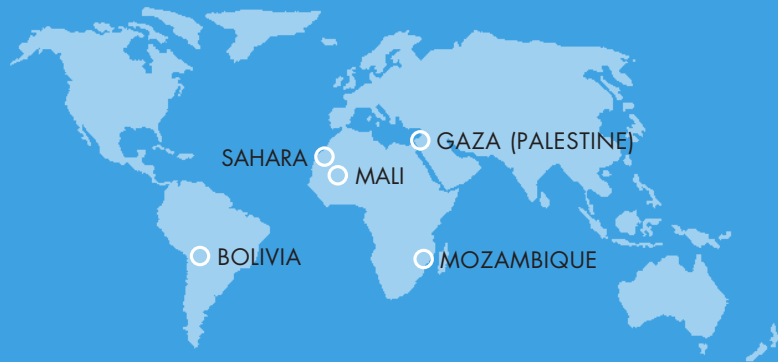 GAZA (PALESTINE)
SAHARA
MALI
BOLIVIA
MOZAMBIQUE